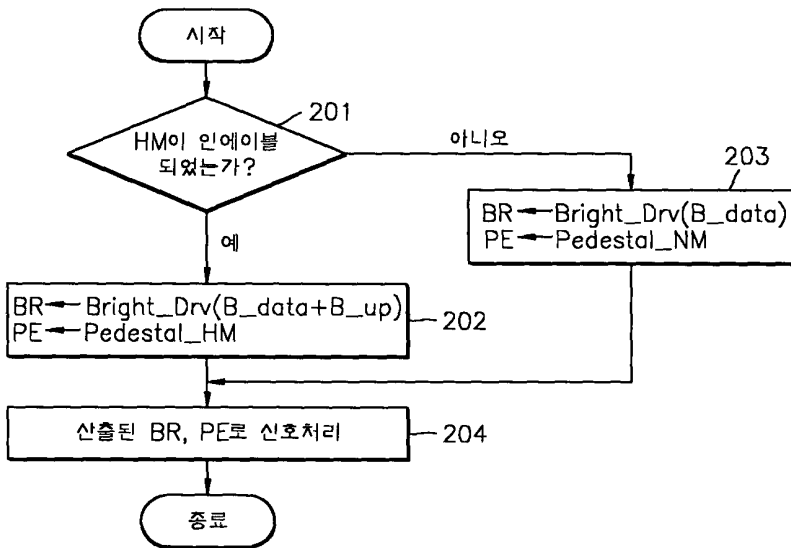 시작
201
HM이 인에이블
되었는가?
아니오
203
BR←Bright_Drv(B_data)
PE←Pedestal_NM
예
BR←Bright_Drv(B_data+B_up)
PE←Pedestal_HM
202
산출된 BR, PE로 신호처리
204
종료